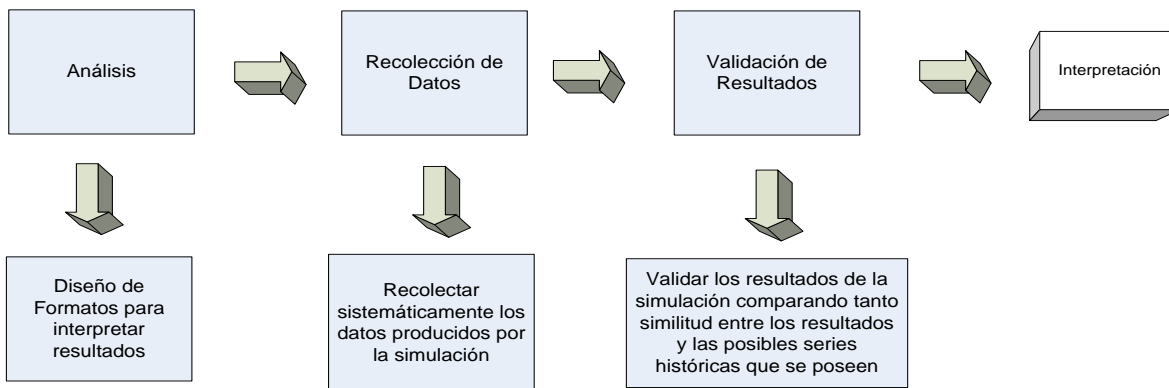 Análisis
Recolección de
Datos
Validación de
Resultados
Interpretación
Diseño de
Formatos para
interpretar
resultados
Recolectar
sistemáticamente los
datos producidos por
la simulación
Validar los resultados de la
simulación comparando tanto
similitud entre los resultados
y las posibles series
históricas que se poseen